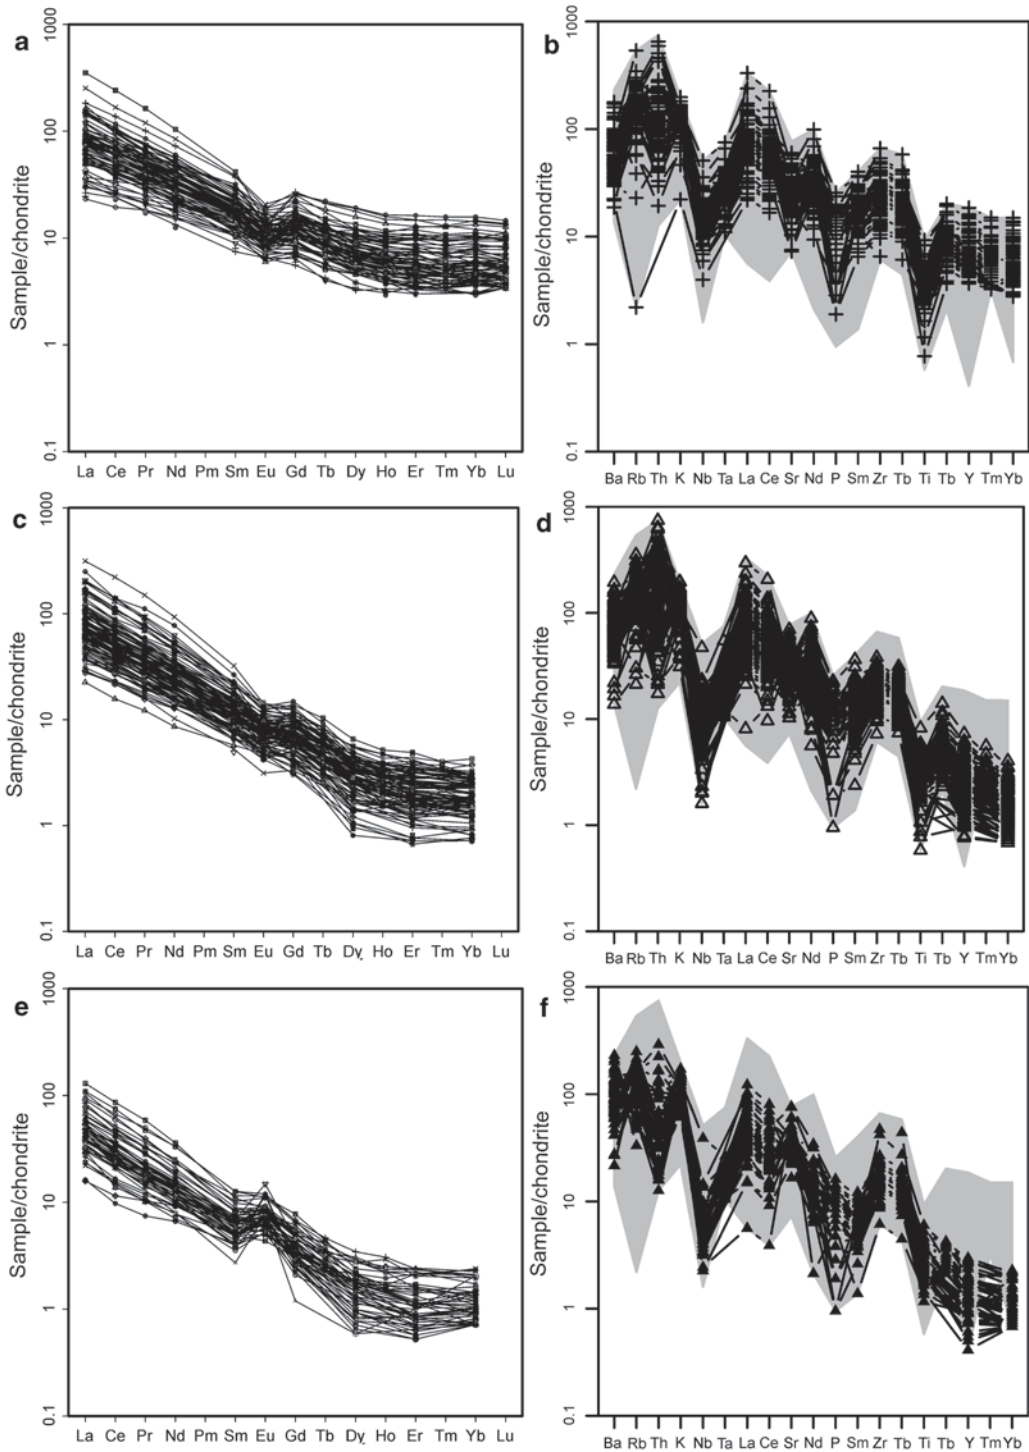 a
1000
100
10
1
0.1
Sample/chondrite
La Ce Pr Nd Pm Sm Eu Gd Tb Dy Ho Er Tm Yb Lu
b
1000
100
10
1
0.1
Sample/chondrite
Ba Rb Th K Nb Ta La Ce Sr Nd P Sm Zr Tb Ti Tb Y Tm Yb
c
1000
100
10
1
0.1
Sample/chondrite
La Ce Pr Nd Pm Sm Eu Gd Tb Dy Ho Er Tm Yb Lu
d
1000
100
10
1
0.1
Sample/chondrite
Ba Rb Th K Nb Ta La Ce Sr Nd P Sm Zr Tb Ti Tb Y Tm Yb
e
1000
100
10
1
0.1
Sample/chondrite
La Ce Pr Nd Pm Sm Eu Gd Tb Dy Ho Er Tm Yb Lu
f
1000
100
10
1
0.1
Sample/chondrite
Ba Rb Th K Nb Ta La Ce Sr Nd P Sm Zr Tb Ti Tb Y Tm Yb